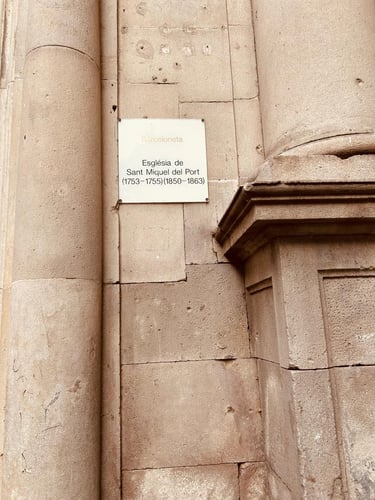 Barceloneta
Església de
Sant Miquel del Port
(1753-1755)(1850-1863)